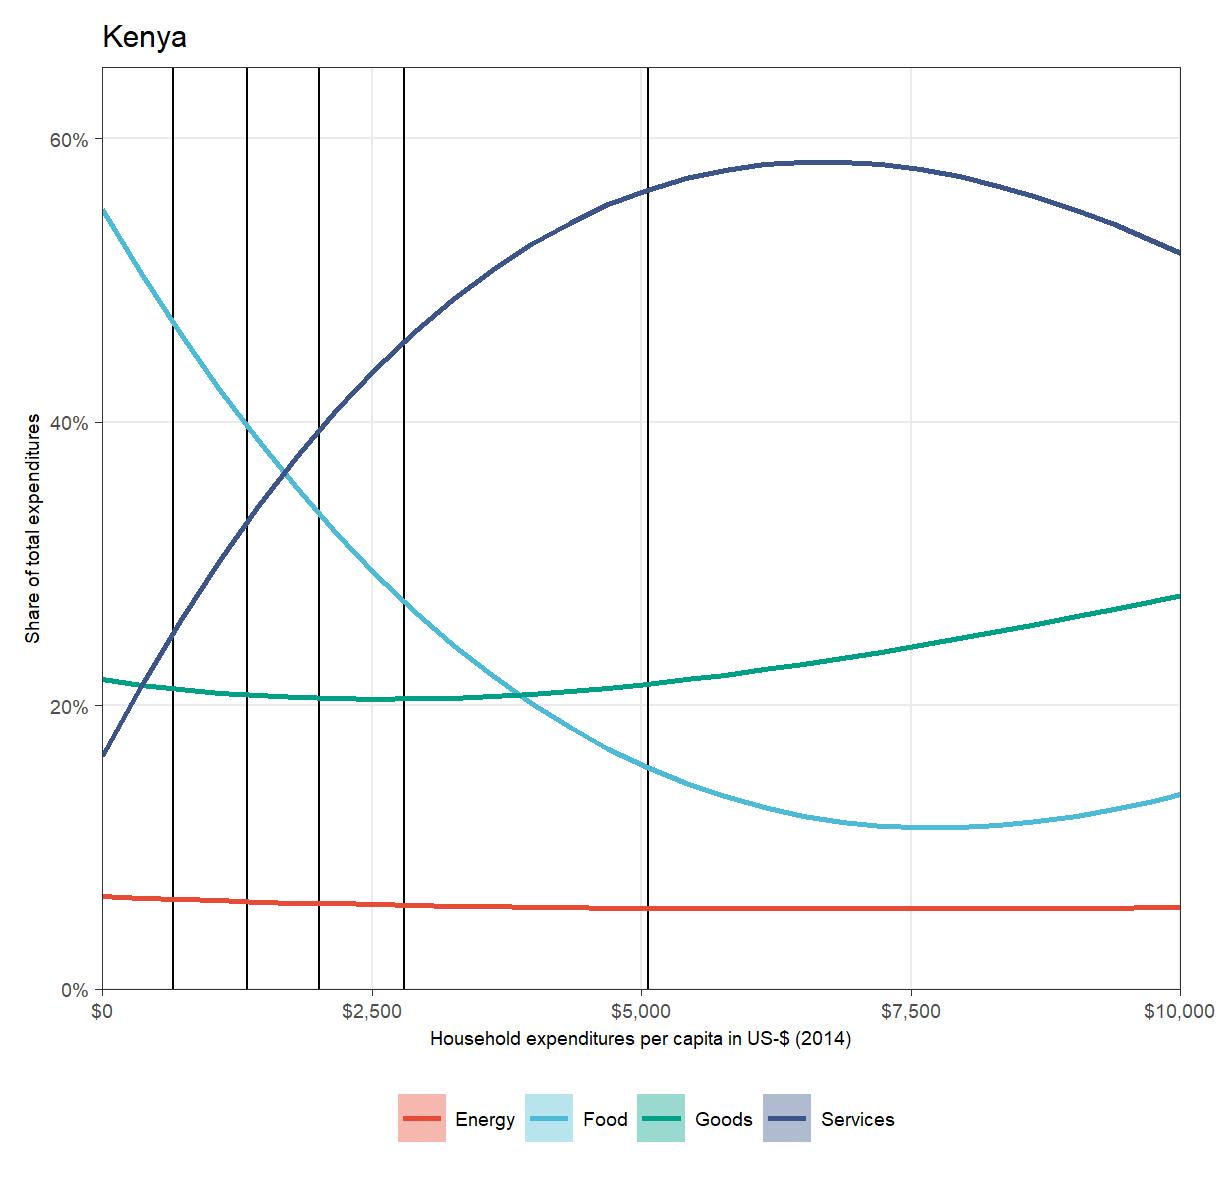 Kenya
60%
40%
20%
0%
Share of total expenditures
$0 $2,500 $5,000 $7,500 $10,000
Household expenditures per capita in US-$ (2014)
Energy Food Goods Services